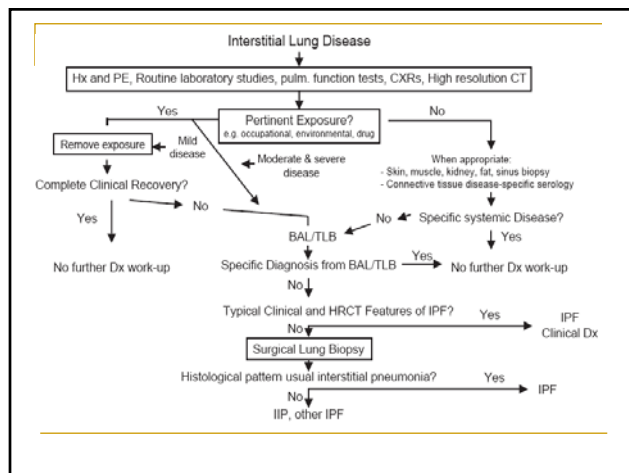 Interstitial Lung Disease
Hx and PE, Routine laboratory studies, pulm. function tests, CXRs, High resolution CT
Yes
Pertinent Exposure?
e.g. occupational, environmental, drug
No
Remove exposure
Mild
disease
Moderate & severe
disease
When appropriate:
- Skin, muscle, kidney, fat, sinus biopsy
- Connective tissue disease-specific serology
Complete Clinical Recovery?
Yes
No
No
Specific systemic Disease?
BAL/TLB
Yes
No further Dx work-up
Specific Diagnosis from BAL/TLB
Yes
No further Dx work-up
No
Typical Clinical and HRCT Features of IPF?
Yes
IPF
Clinical Dx
No
Surgical Lung Biopsy
Histological pattern usual interstitial pneumonia?
Yes
IPF
No
IIP, other IPF